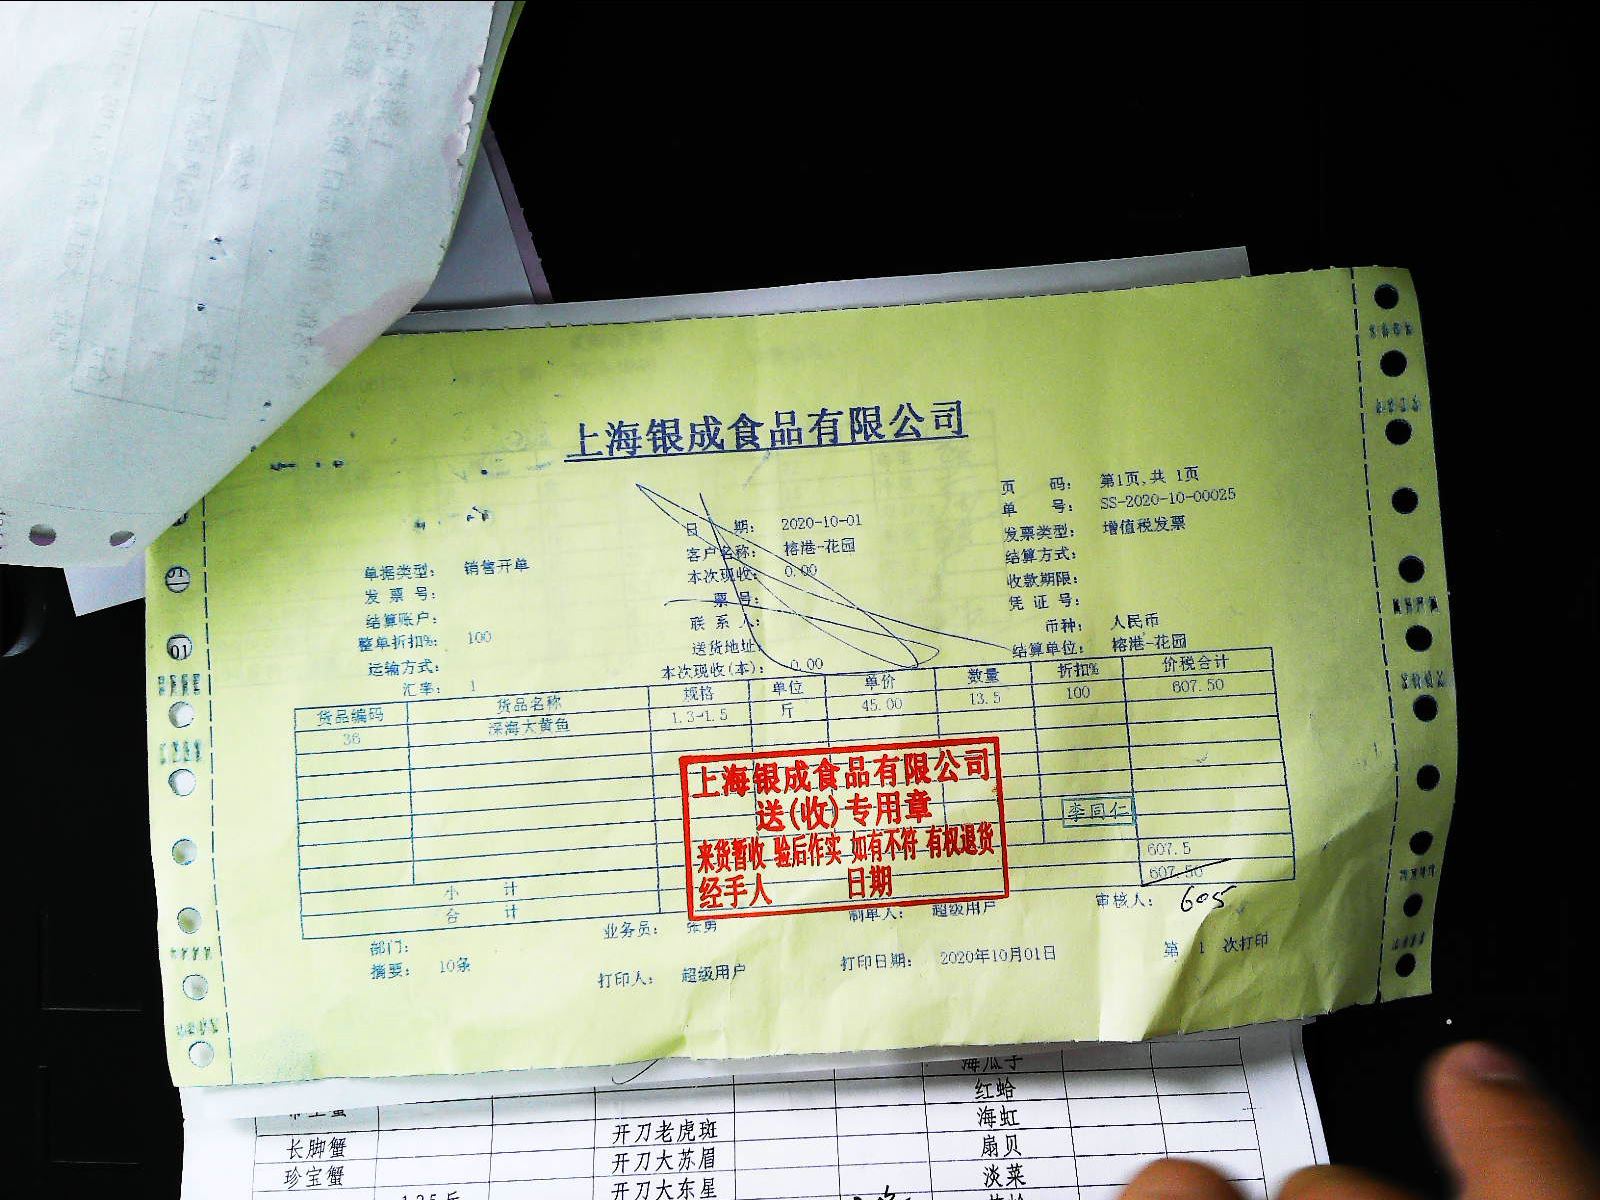 上海银成食品有限公司
页 码： 第1页,共 1页
单 号： SS-2020-10-00025
日 期： 2020-10-01
发票类型： 增值税发票
客户名称： 榕港-花园
结算方式：
单据类型： 销售开单
本次现收： 0.00
收款期限：
发 票 号：
票 号：
凭 证 号：
结算账户：
联 系 人：
币种： 人民币
整单折扣%： 100
送货地址：
结算单位： 榕港-花园
运输方式：
本次现收(本)： 0.00
汇率： 1
货品编码 货品名称 规格 单位 单价 数量 折扣% 价税合计
36 深海大黄鱼 1.3-1.5 斤 45.00 13.5 100 607.50
上海银成食品有限公司
送(收)专用章
来货暂收 验后作实 如有不符 有权退货
经手人 日期
李同仁
小 计 607.5
合 计 607.50
605
部门： 业务员： 张勇 制单人： 超级用户 审核人：
摘要： 10条 打印人： 超级用户 打印日期： 2020年10月01日 第 1 次打印
01
海瓜子
红蛤
长脚蟹 开刀老虎斑 海虹
珍宝蟹 开刀大苏眉 扇贝
开刀大东星 淡菜